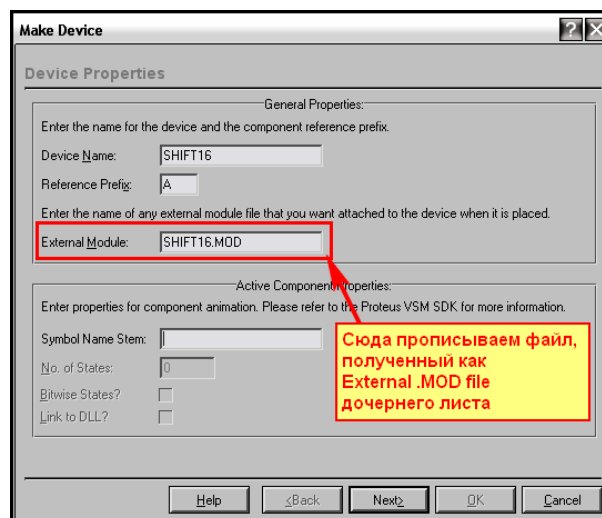 Make Device
Device Properties
General Properties:
Enter the name for the device and the component reference prefix.
Device Name: SHIFT16
Reference Prefix: A
Enter the name of any external module file that you want attached to the device when it is placed.
External Module: SHIFT16.MOD
Active Component Properties:
Enter properties for component animation. Please refer to the Proteus VSM SDK for more information.
Symbol Name Stem:
No. of States: 0
Bitwise States?
Link to DLL?
Сюда прописываем файл,
полученный как
External .MOD file
дочернего листа
Help <Back Next> OK Cancel